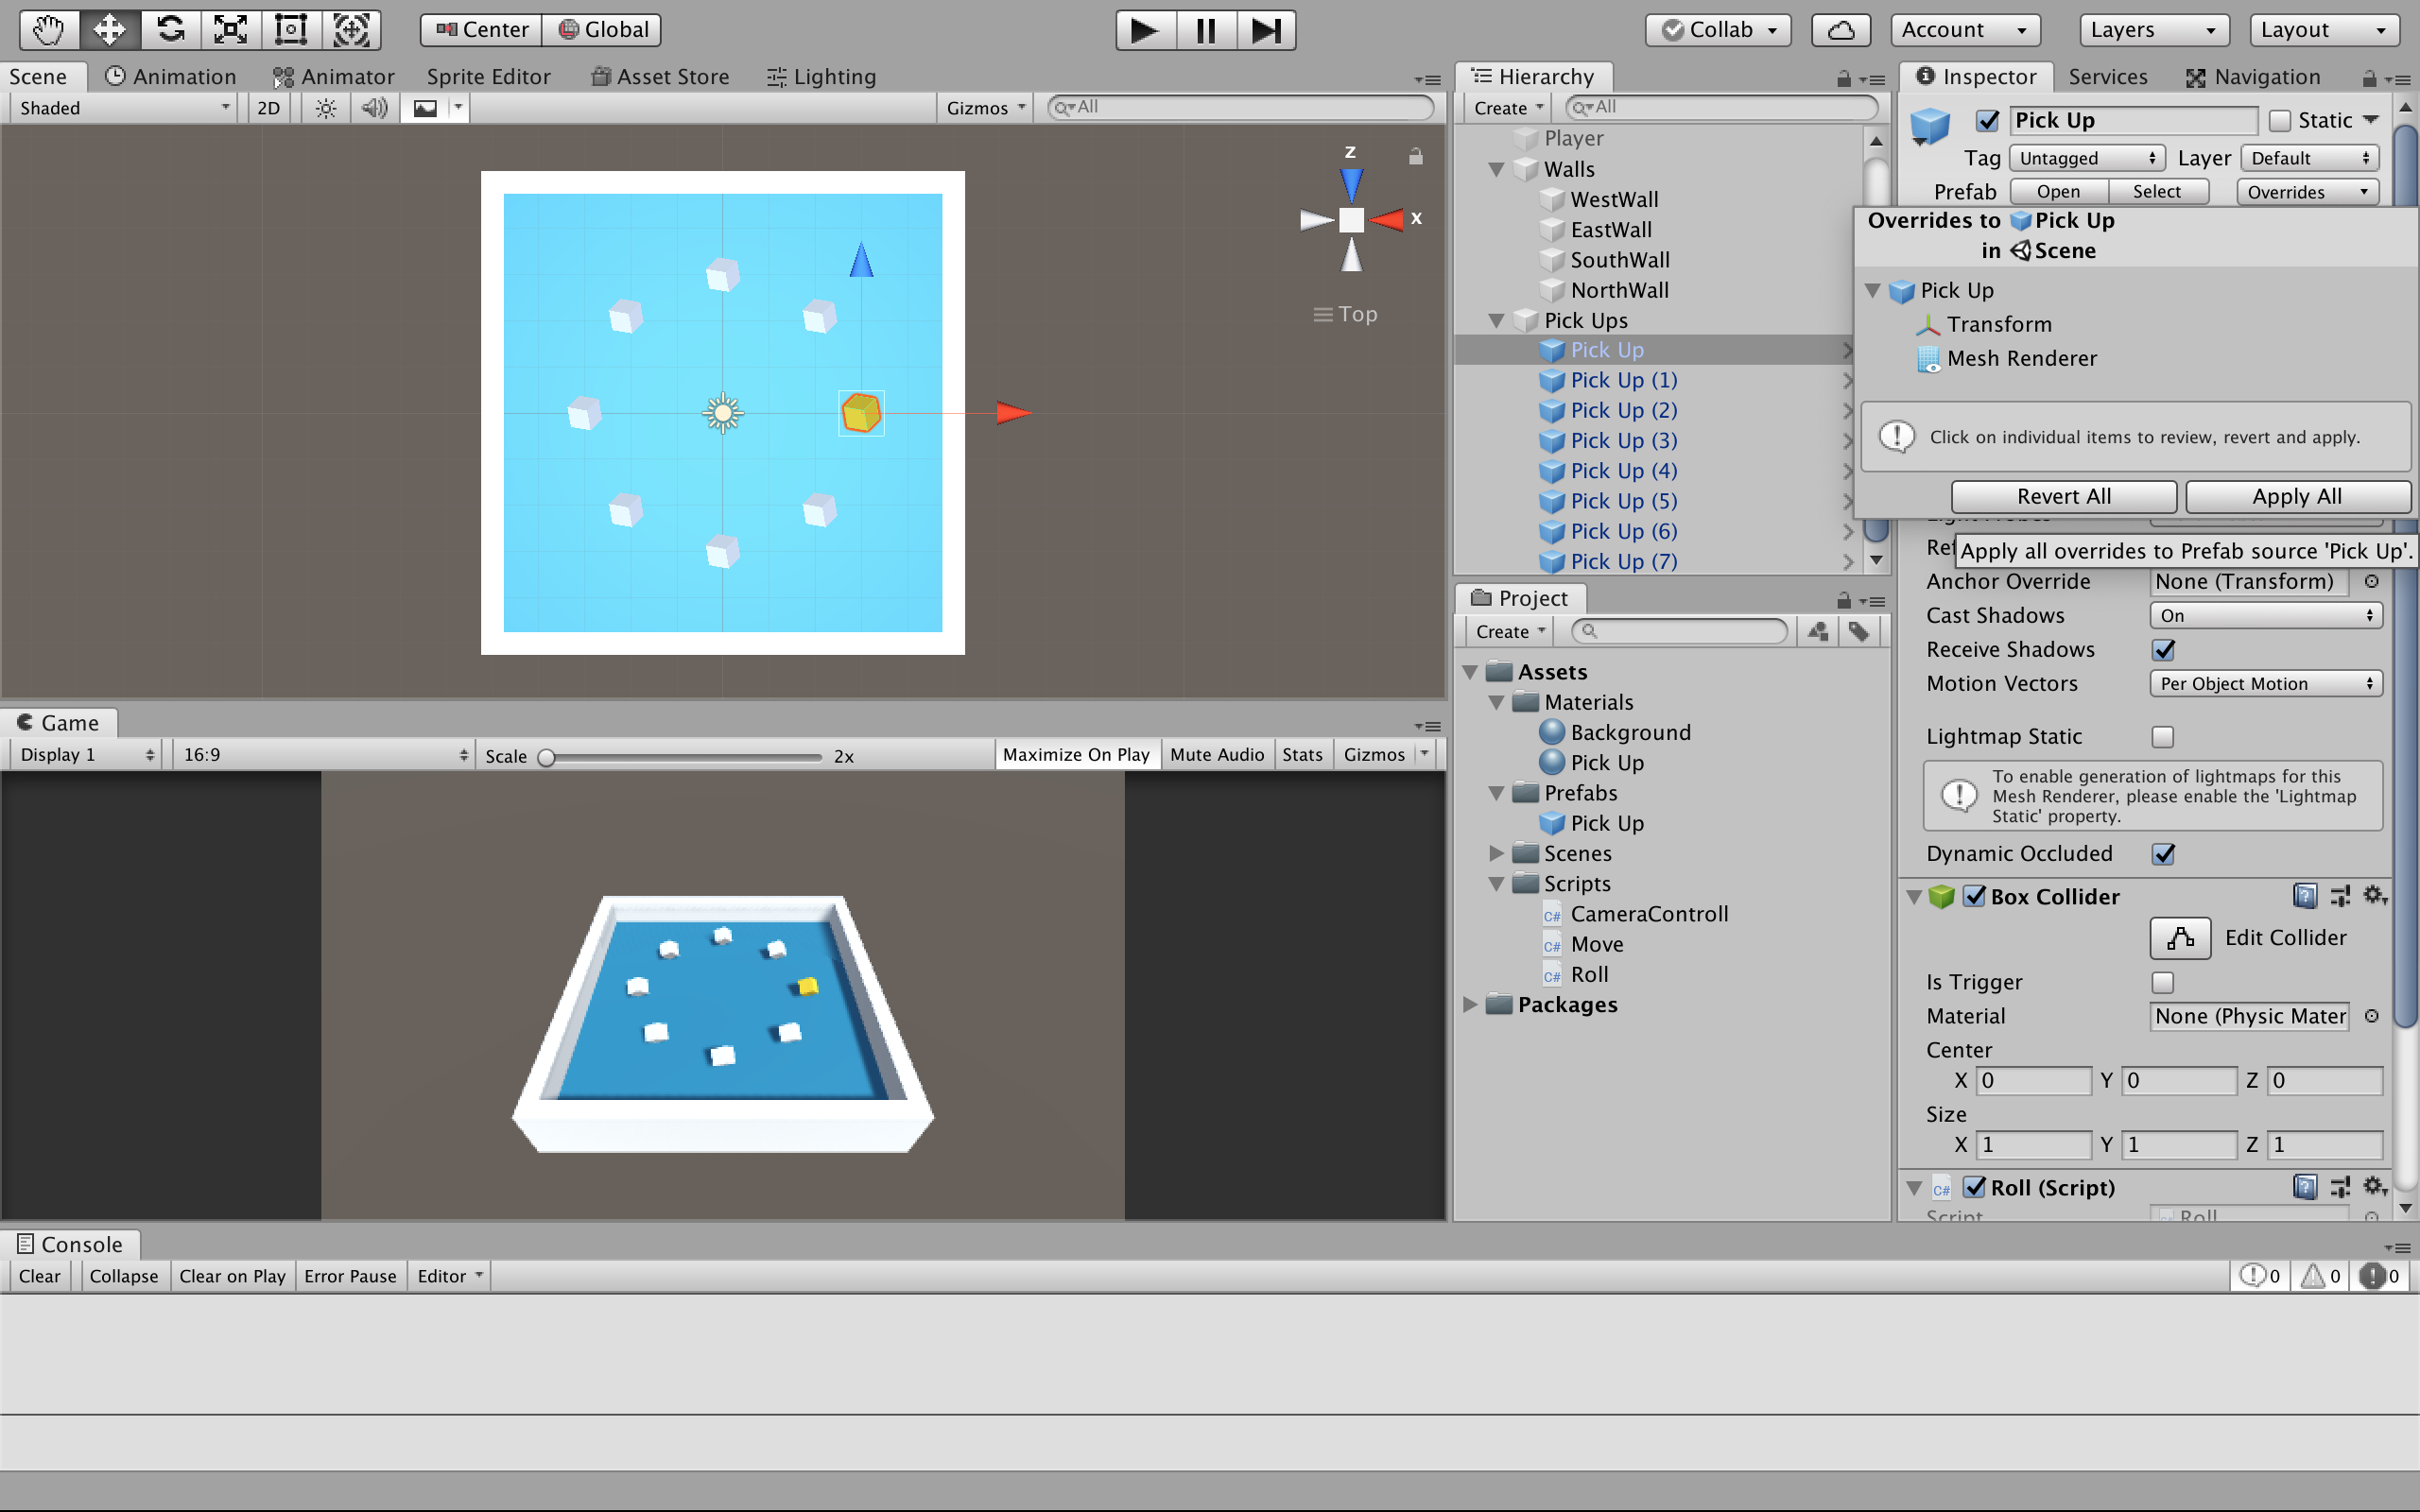 Center
Global
Collab
Account
Layers
Layout
Scene
Animation
Animator
Sprite Editor
Asset Store
Lighting
Shaded
2D
Gizmos
All
z
x
Top
Hierarchy
Create
All
Player
Walls
WestWall
EastWall
SouthWall
NorthWall
Pick Ups
Pick Up
Pick Up (1)
Pick Up (2)
Pick Up (3)
Pick Up (4)
Pick Up (5)
Pick Up (6)
Pick Up (7)
Inspector
Services
Navigation
Pick Up
Static
Tag Untagged Layer Default
Prefab Open Select Overrides
Overrides to Pick Up
in Scene
Pick Up
Transform
Mesh Renderer
Click on individual items to review, revert and apply.
Revert All
Apply All
Apply all overrides to Prefab source 'Pick Up'.
Anchor Override None (Transform)
Cast Shadows On
Receive Shadows
Motion Vectors Per Object Motion
Lightmap Static
To enable generation of lightmaps for this
Mesh Renderer, please enable the 'Lightmap
Static' property.
Dynamic Occluded
Box Collider
Edit Collider
Is Trigger
Material None (Physic Mater
Center
X 0 Y 0 Z 0
Size
X 1 Y 1 Z 1
C# Roll (Script)
Script Roll
Project
Create
Assets
Materials
Background
Pick Up
Prefabs
Pick Up
Scenes
Scripts
C# CameraControll
C# Move
C# Roll
Packages
Game
Display 1
16:9
Scale
2x
Maximize On Play
Mute Audio
Stats
Gizmos
Console
Clear
Collapse
Clear on Play
Error Pause
Editor
0
0
0